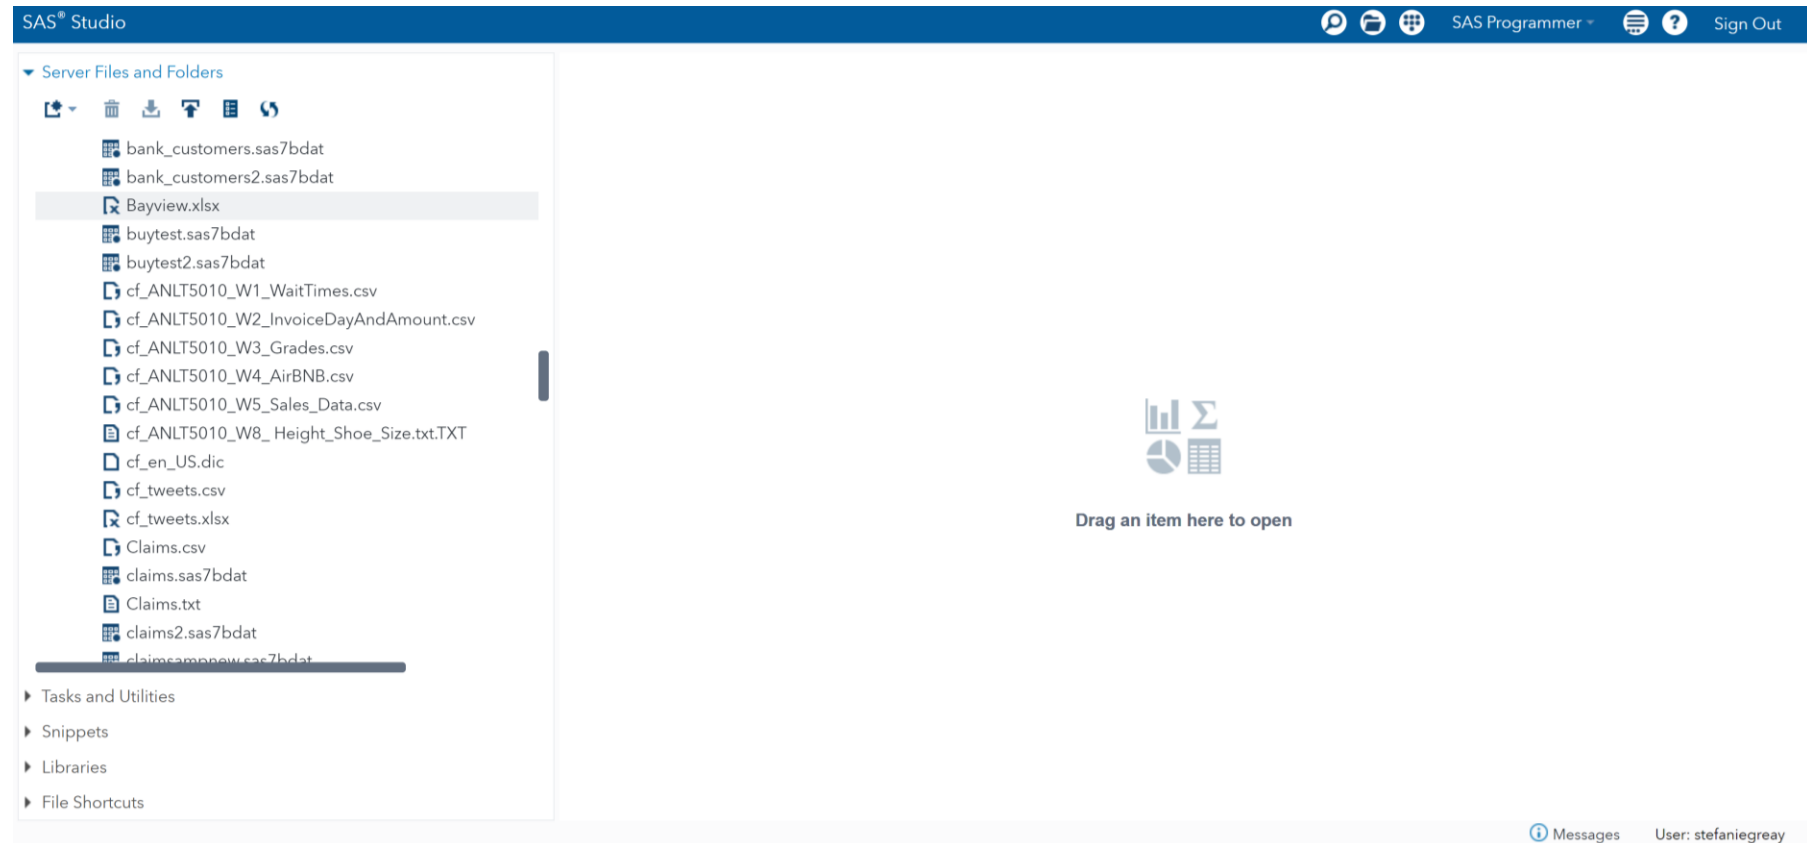 SAS® Studio
SAS Programmer
Sign Out
Server Files and Folders
bank_customers.sas7bdat
bank_customers2.sas7bdat
Bayview.xlsx
buytest.sas7bdat
buytest2.sas7bdat
cf_ANLT5010_W1_WaitTimes.csv
cf_ANLT5010_W2_InvoiceDayAndAmount.csv
cf_ANLT5010_W3_Grades.csv
cf_ANLT5010_W4_AirBNB.csv
cf_ANLT5010_W5_Sales_Data.csv
cf_ANLT5010_W8_ Height_Shoe_Size.txt.TXT
cf_en_US.dic
cf_tweets.csv
cf_tweets.xlsx
Claims.csv
claims.sas7bdat
Claims.txt
claims2.sas7bdat
claimsampnew.sas7bdat
Tasks and Utilities
Snippets
Libraries
File Shortcuts
Drag an item here to open
Messages
User: stefaniegreay